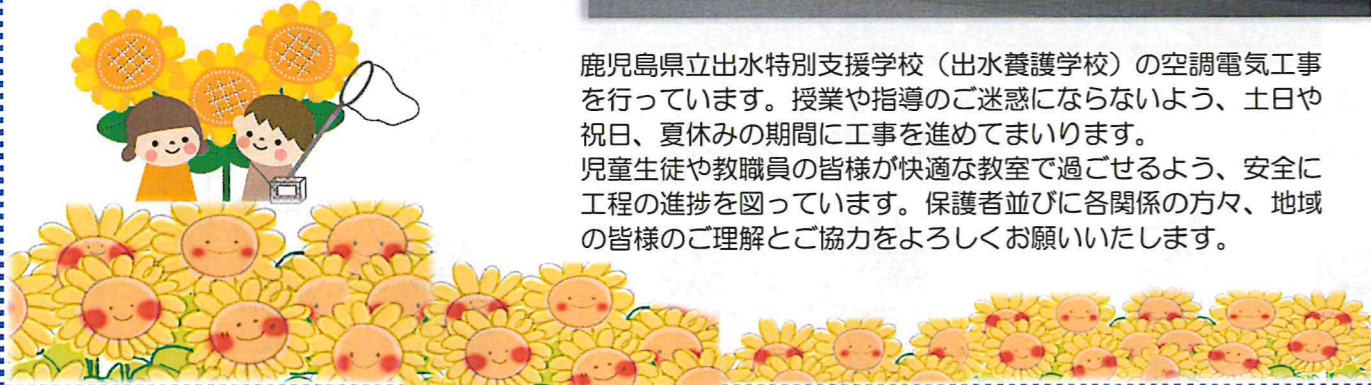 鹿児島県立出水特別支援学校（出水養護学校）の空調電気工事
を行っています。授業や指導のご迷惑にならないよう、土日や
祝日、夏休みの期間に工事を進めてまいります。
児童生徒や教職員の皆様が快適な教室で過ごせるよう、安全に
工程の進捗を図っています。保護者並びに各関係の方々、地域
の皆様のご理解とご協力をよろしくお願いいたします。